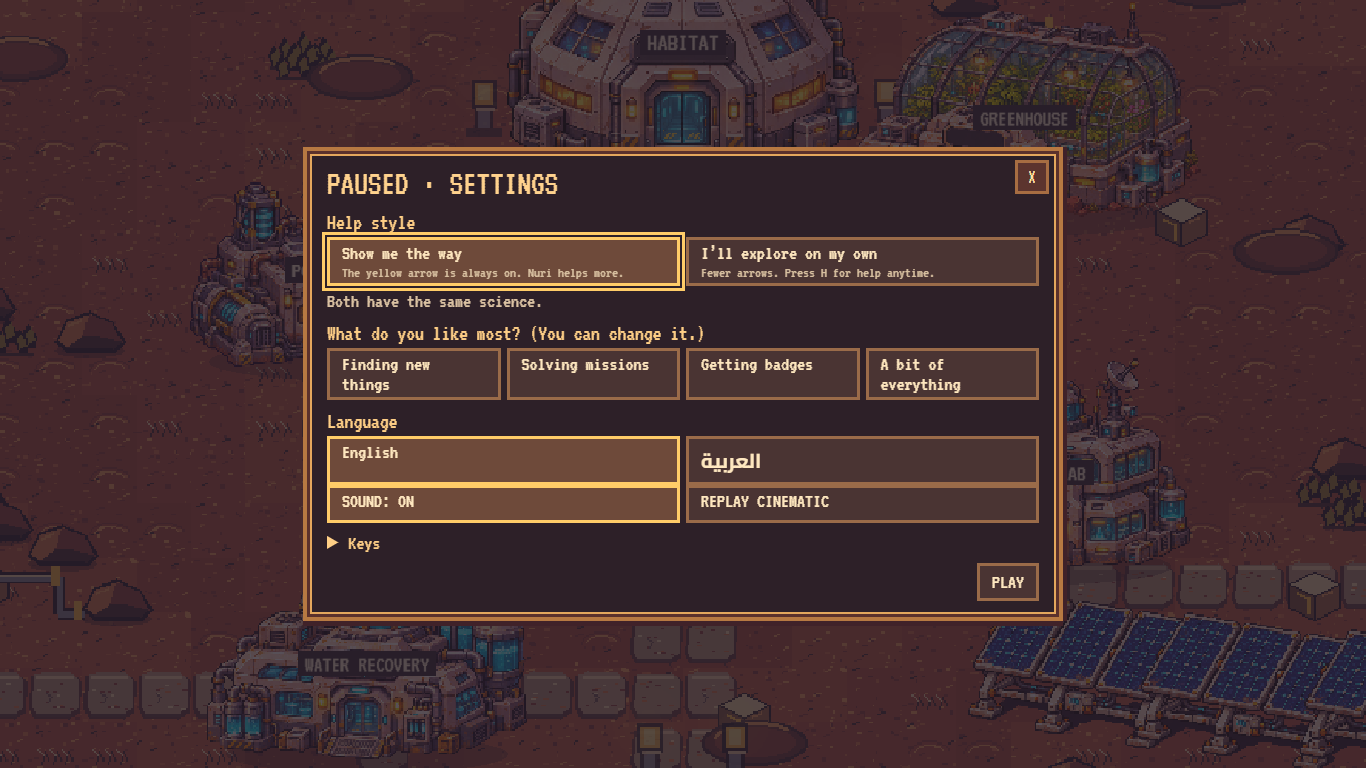 HABITAT
GREENHOUSE
PAUSED · SETTINGS
X
Help style
Show me the way
The yellow arrow is always on. Nuri helps more.
I'll explore on my own
Fewer arrows. Press H for help anytime.
Both have the same science.
What do you like most? (You can change it.)
Finding new
things
Solving missions
Getting badges
A bit of
everything
Language
English
العربية
SOUND: ON
REPLAY CINEMATIC
Keys
PLAY
WATER RECOVERY